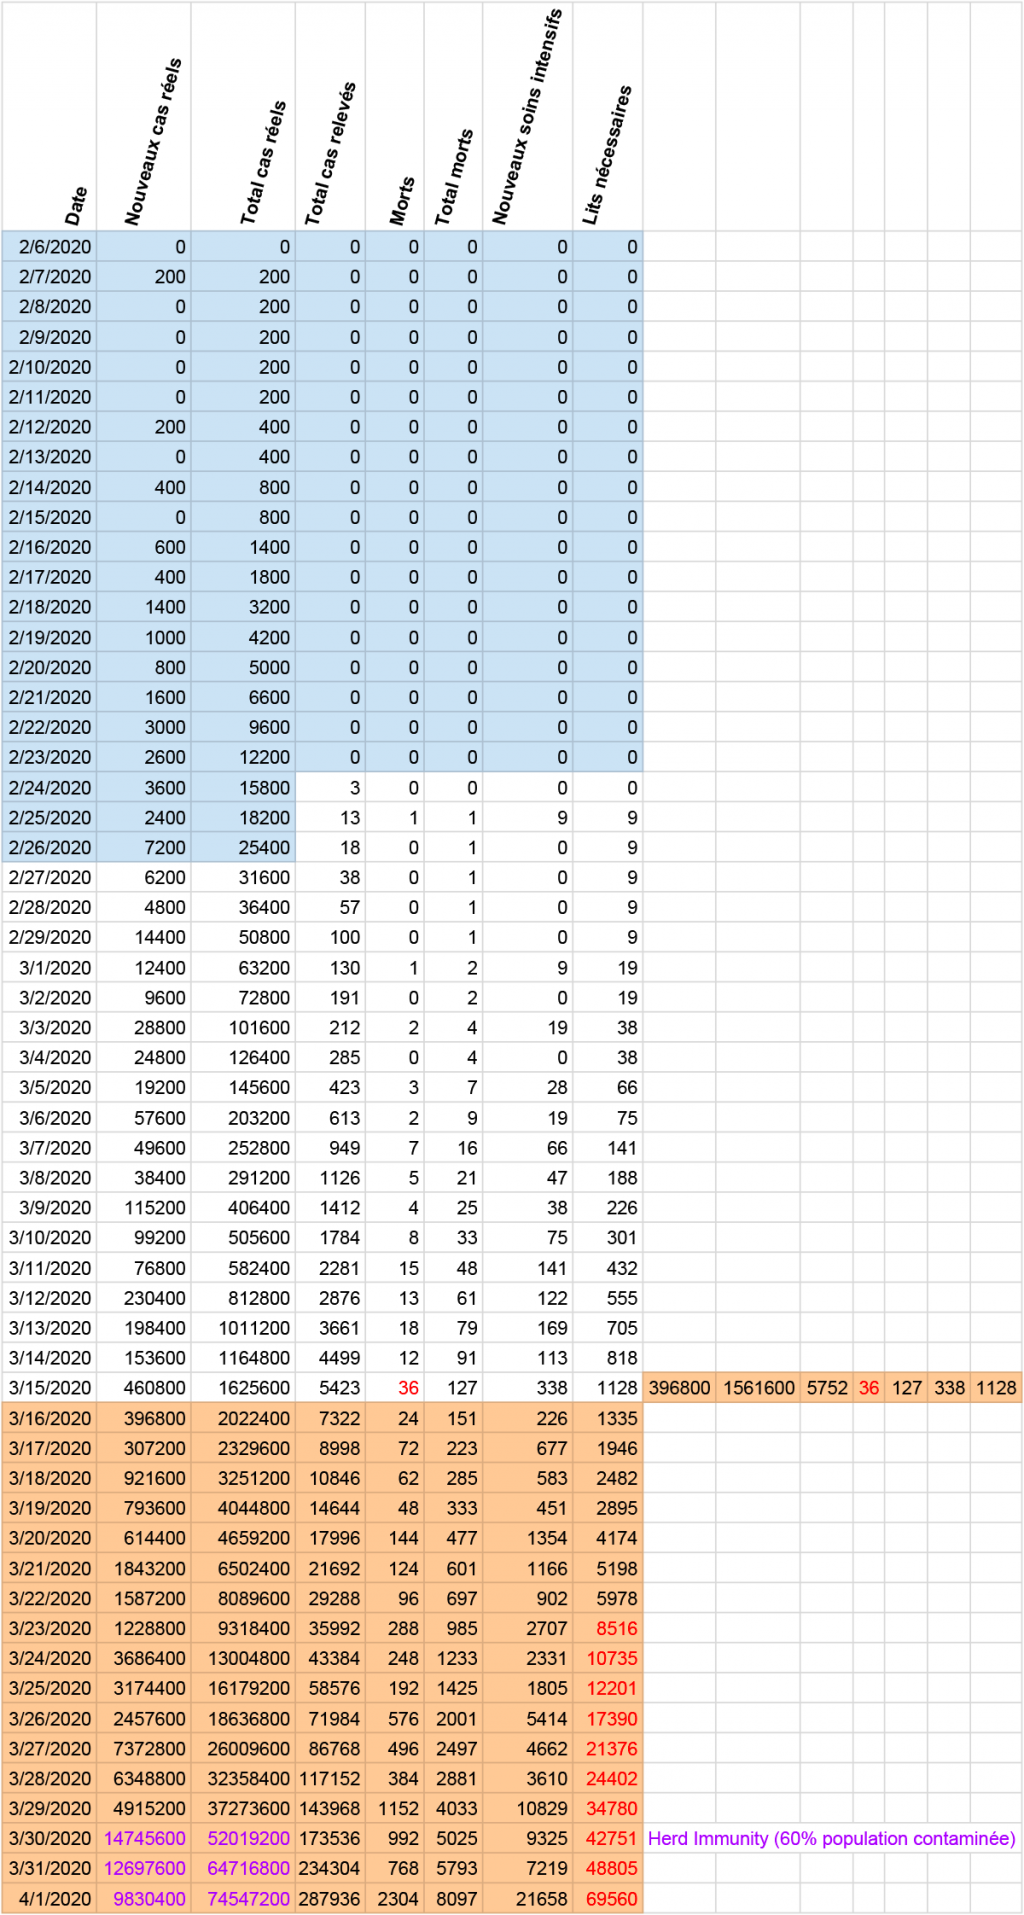 Date Nouveaux cas réels Total cas réels Total cas relevés Morts Total morts Nouveaux soins intensifs Lits nécessaires
2/6/2020 0 0 0 0 0 0 0
2/7/2020 200 200 0 0 0 0 0
2/8/2020 0 200 0 0 0 0 0
2/9/2020 0 200 0 0 0 0 0
2/10/2020 0 200 0 0 0 0 0
2/11/2020 0 200 0 0 0 0 0
2/12/2020 200 400 0 0 0 0 0
2/13/2020 0 400 0 0 0 0 0
2/14/2020 400 800 0 0 0 0 0
2/15/2020 0 800 0 0 0 0 0
2/16/2020 600 1400 0 0 0 0 0
2/17/2020 400 1800 0 0 0 0 0
2/18/2020 1400 3200 0 0 0 0 0
2/19/2020 1000 4200 0 0 0 0 0
2/20/2020 800 5000 0 0 0 0 0
2/21/2020 1600 6600 0 0 0 0 0
2/22/2020 3000 9600 0 0 0 0 0
2/23/2020 2600 12200 0 0 0 0 0
2/24/2020 3600 15800 3 0 0 0 0
2/25/2020 2400 18200 13 1 1 9 9
2/26/2020 7200 25400 18 0 1 0 9
2/27/2020 6200 31600 38 0 1 0 9
2/28/2020 4800 36400 57 0 1 0 9
2/29/2020 14400 50800 100 0 1 0 9
3/1/2020 12400 63200 130 1 2 9 19
3/2/2020 9600 72800 191 0 2 0 19
3/3/2020 28800 101600 212 2 4 19 38
3/4/2020 24800 126400 285 0 4 0 38
3/5/2020 19200 145600 423 3 7 28 66
3/6/2020 57600 203200 613 2 9 19 75
3/7/2020 49600 252800 949 7 16 66 141
3/8/2020 38400 291200 1126 5 21 47 188
3/9/2020 115200 406400 1412 4 25 38 226
3/10/2020 99200 505600 1784 8 33 75 301
3/11/2020 76800 582400 2281 15 48 141 432
3/12/2020 230400 812800 2876 13 61 122 555
3/13/2020 198400 1011200 3661 18 79 169 705
3/14/2020 153600 1164800 4499 12 91 113 818
3/15/2020 460800 1625600 5423 36 127 338 1128 396800 1561600 5752 36 127 338 1128
3/16/2020 396800 2022400 7322 24 151 226 1335
3/17/2020 307200 2329600 8998 72 223 677 1946
3/18/2020 921600 3251200 10846 62 285 583 2482
3/19/2020 793600 4044800 14644 48 333 451 2895
3/20/2020 614400 4659200 17996 144 477 1354 4174
3/21/2020 1843200 6502400 21692 124 601 1166 5198
3/22/2020 1587200 8089600 29288 96 697 902 5978
3/23/2020 1228800 9318400 35992 288 985 2707 8516
3/24/2020 3686400 13004800 43384 248 1233 2331 10735
3/25/2020 3174400 16179200 58576 192 1425 1805 12201
3/26/2020 2457600 18636800 71984 576 2001 5414 17390
3/27/2020 7372800 26009600 86768 496 2497 4662 21376
3/28/2020 6348800 32358400 117152 384 2881 3610 24402
3/29/2020 4915200 37273600 143968 1152 4033 10829 34780
3/30/2020 14745600 52019200 173536 992 5025 9325 42751 Herd Immunity (60% population contaminée)
3/31/2020 12697600 64716800 234304 768 5793 7219 48805
4/1/2020 9830400 74547200 287936 2304 8097 21658 69560